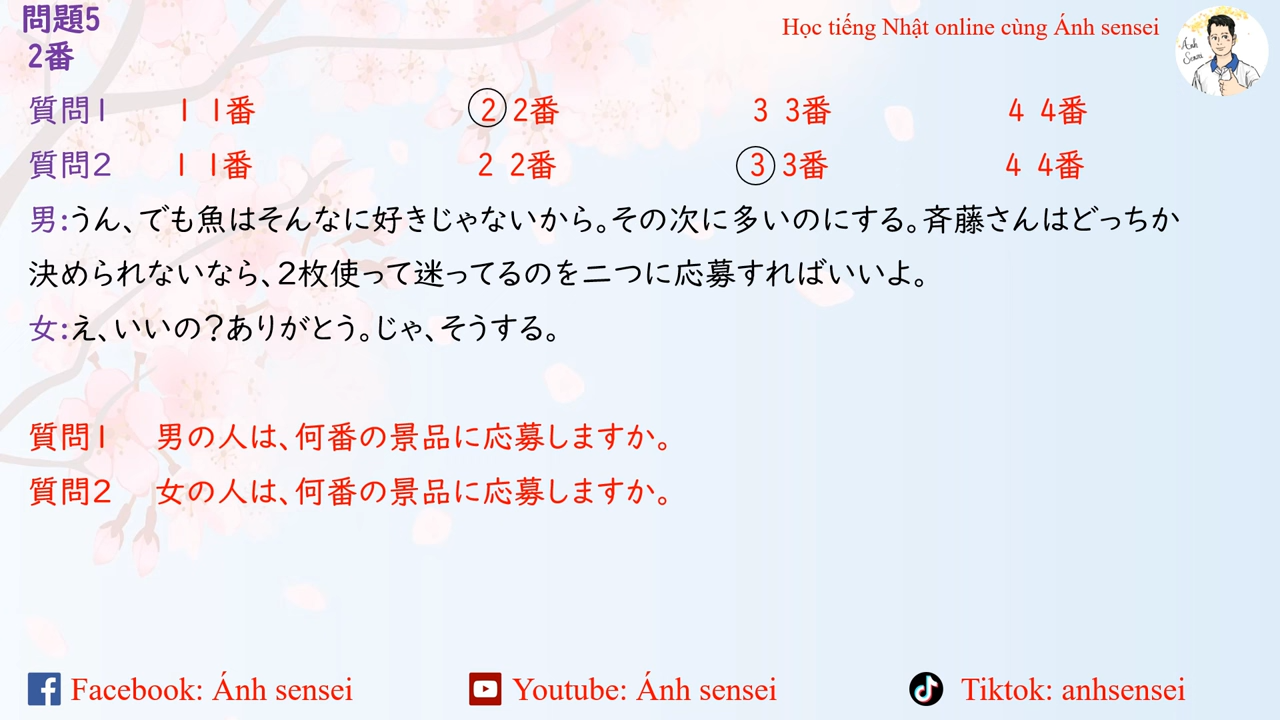 問題5
Học tiếng Nhật online cùng Ánh sensei
2番
Ánh Sensei
質問1 1 1番 2 2番 3 3番 4 4番
質問2 1 1番 2 2番 3 3番 4 4番
男:うん、でも魚はそんなに好きじゃないから。その次に多いのにする。斉藤さんはどっちか
決められないなら、2枚使って迷ってるのを二つに応募すればいいよ。
女:え、いいの?ありがとう。じゃ、そうする。
質問1 男の人は、何番の景品に応募しますか。
質問2 女の人は、何番の景品に応募しますか。
Facebook: Ánh sensei Youtube: Ánh sensei Tiktok: anhsensei